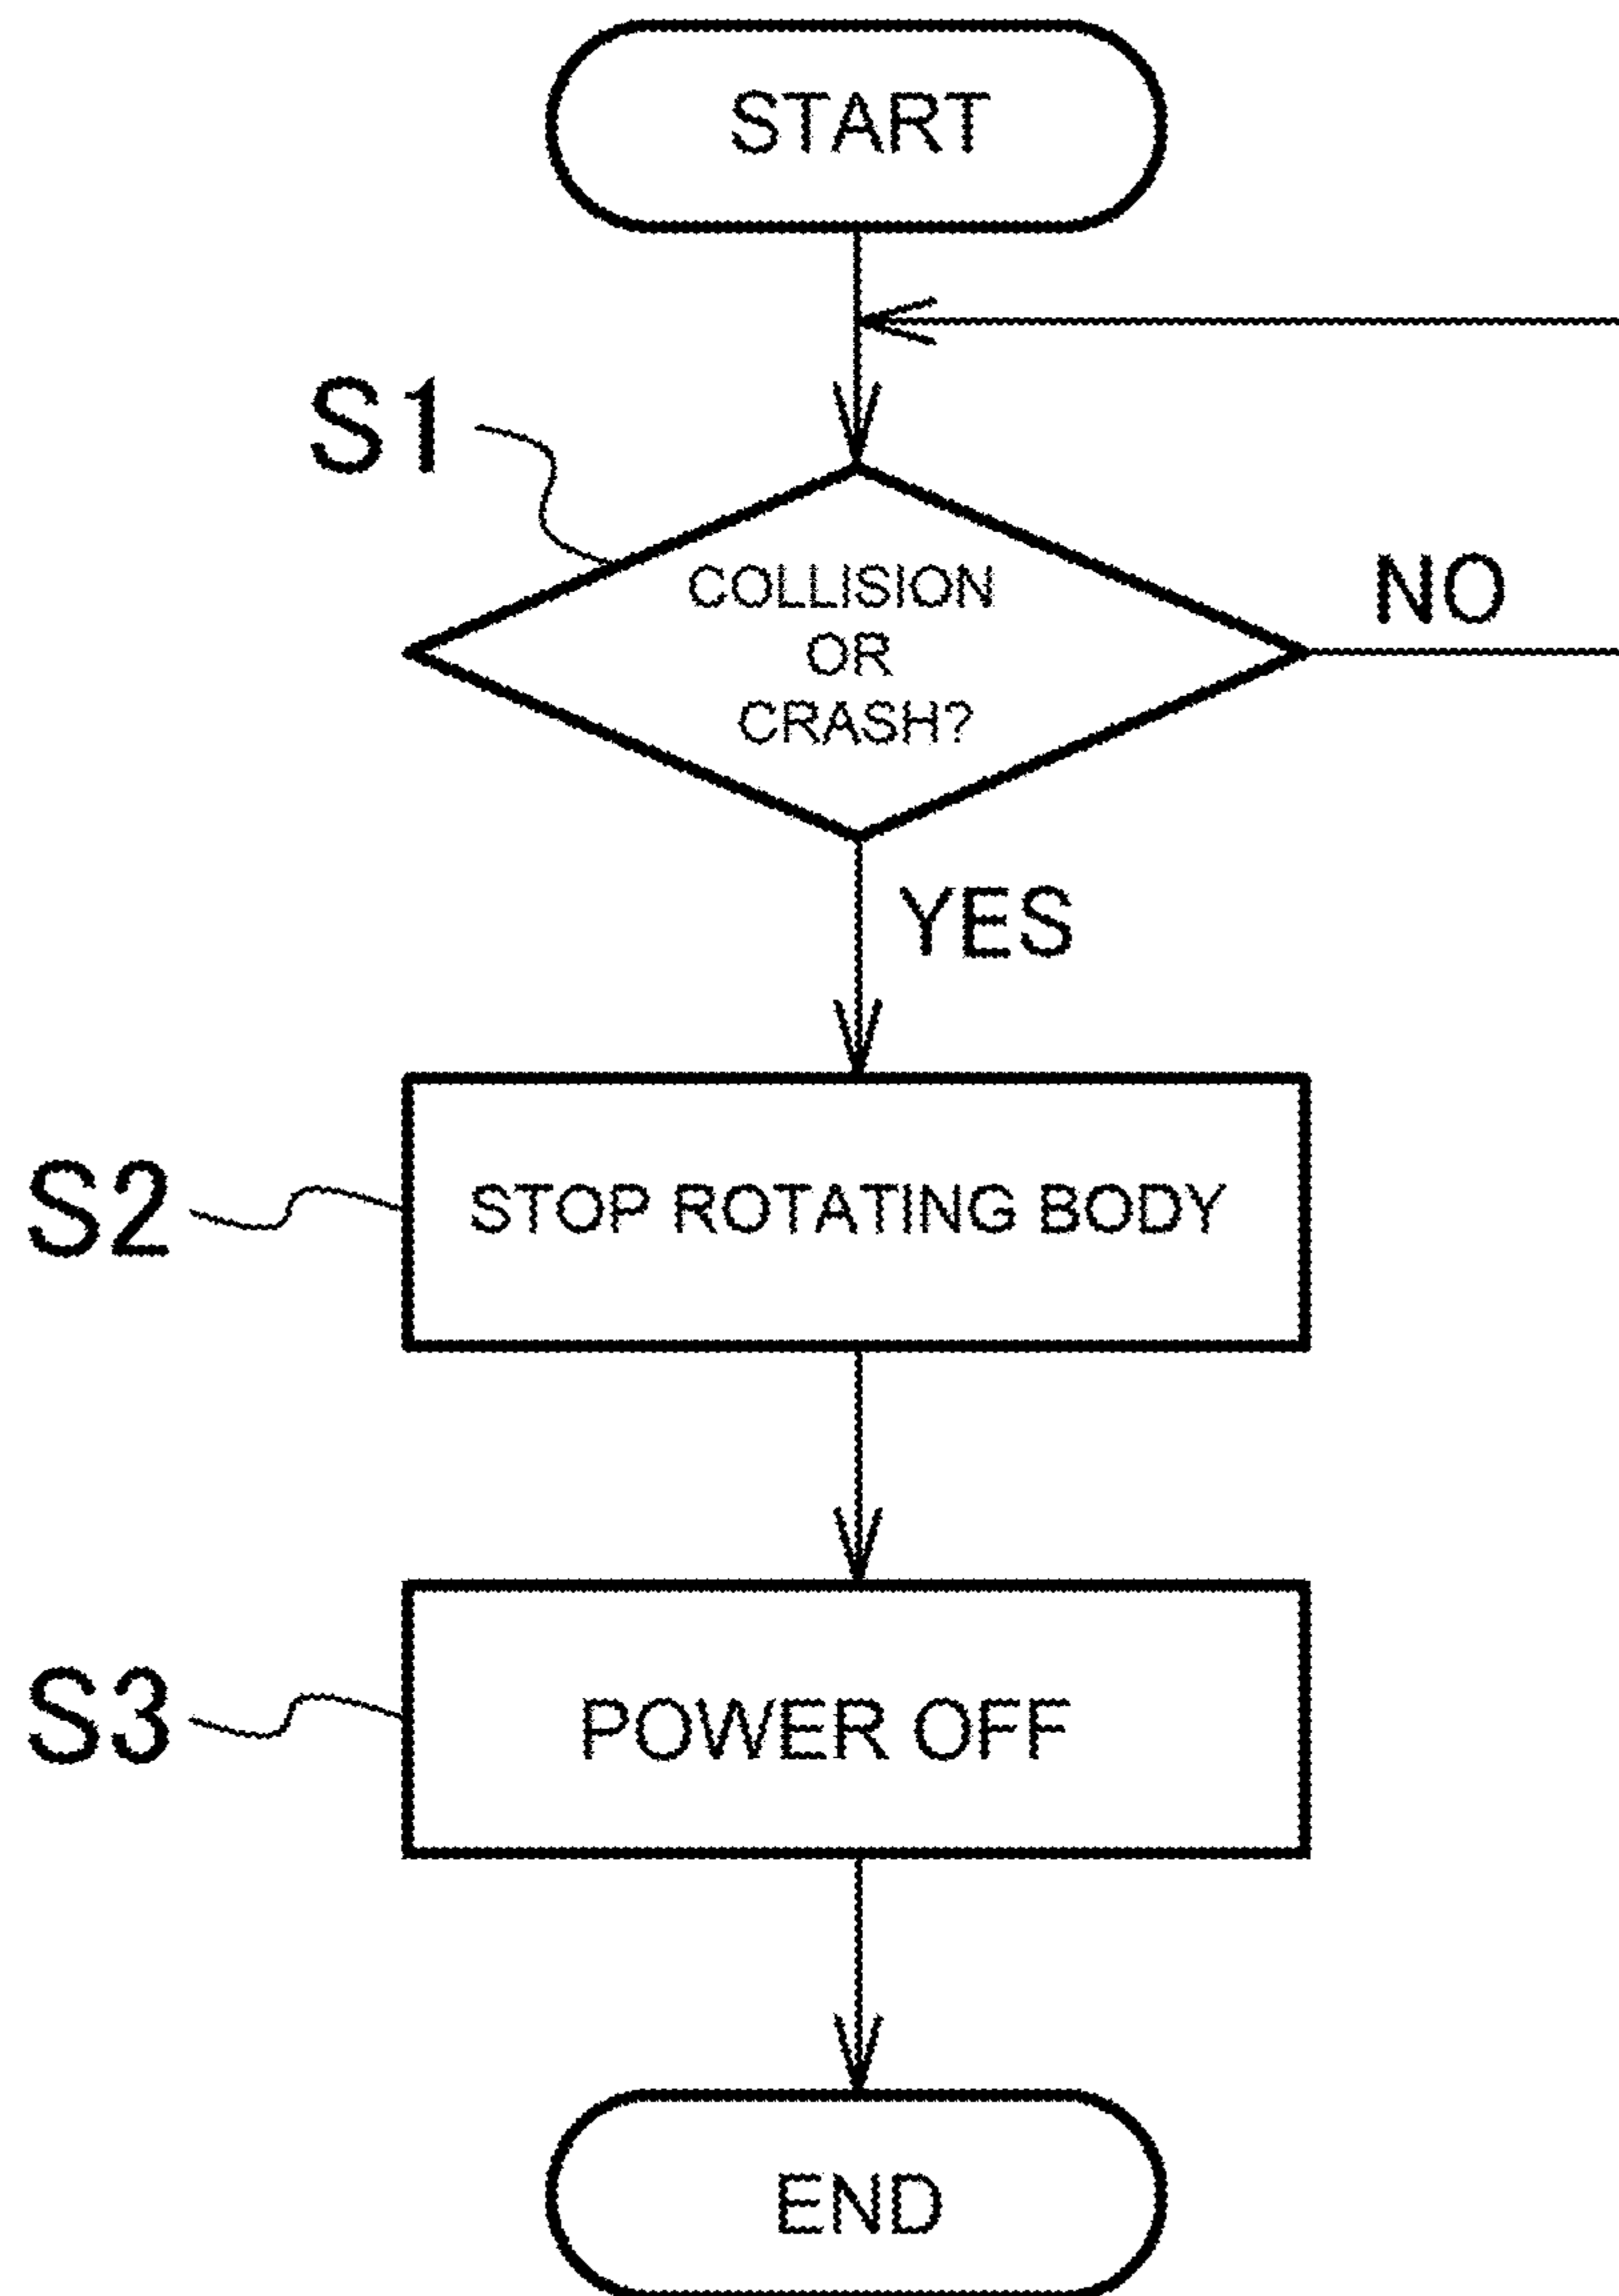 START
S1
COLLISION
OR
CRASH?
NO
YES
S2
STOP ROTATING BODY
S3
POWER OFF
END